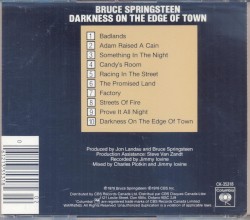 BRUCE SPRINGSTEEN
DARKNESS ON THE EDGE OF TOWN
1 Badlands
2 Adam Raised A Cain
3 Something In The Night
4 Candy's Room
5 Racing In The Street
6 The Promised Land
7 Factory
8 Streets Of Fire
9 Prove It All Night
10 Darkness On The Edge Of Town
Produced by Jon Landau and Bruce Springsteen
Production Assistance: Steve Van Zandt
Recorded by Jimmy Iovine
Mixed by Charles Plotkin and Jimmy Iovine
CK-35318
Columbia